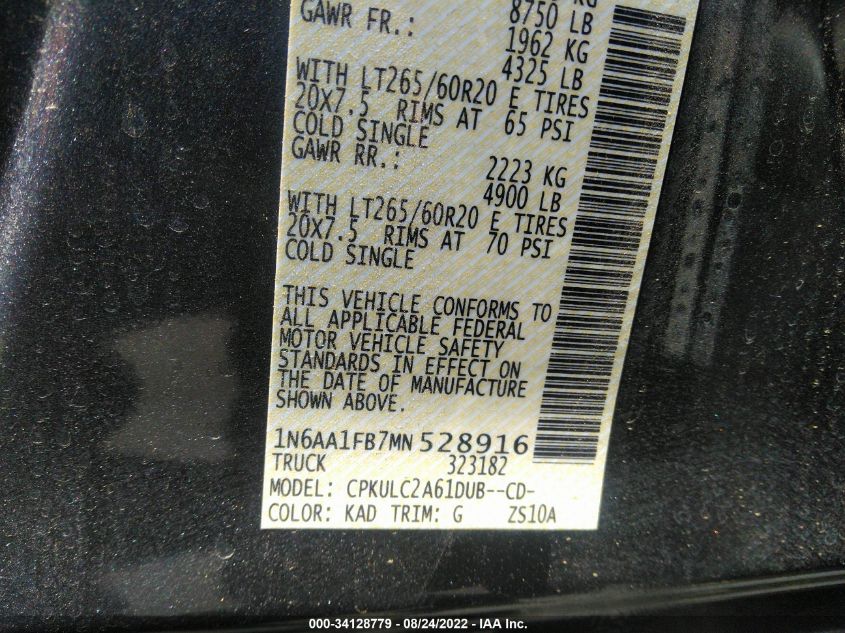 KG
GAWR FR.: 8750 LB
1962 KG
4325 LB
WITH LT265/60R20 E TIRES
20X7.5 RIMS AT 65 PSI
COLD SINGLE
GAWR RR.: 2223 KG
4900 LB
WITH LT265/60R20 E TIRES
20X7.5 RIMS AT 70 PSI
COLD SINGLE
THIS VEHICLE CONFORMS TO
ALL APPLICABLE FEDERAL
MOTOR VEHICLE SAFETY
STANDARDS IN EFFECT ON
THE DATE OF MANUFACTURE
SHOWN ABOVE.
1N6AA1FB7MN528916
TRUCK 323182
MODEL: CPKULC2A61DUB--CD-
COLOR: KAD TRIM: G ZS10A
000-34128779 - 08/24/2022 - IAA Inc.